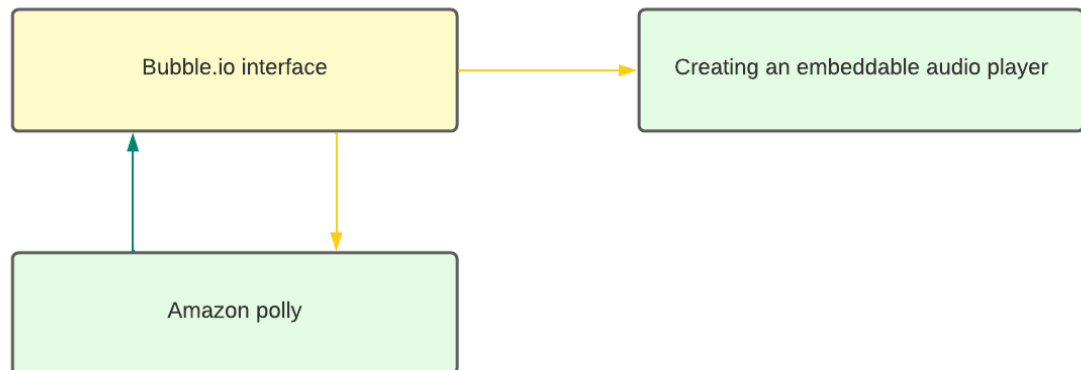 Bubble.io interface
Creating an embeddable audio player
Amazon polly